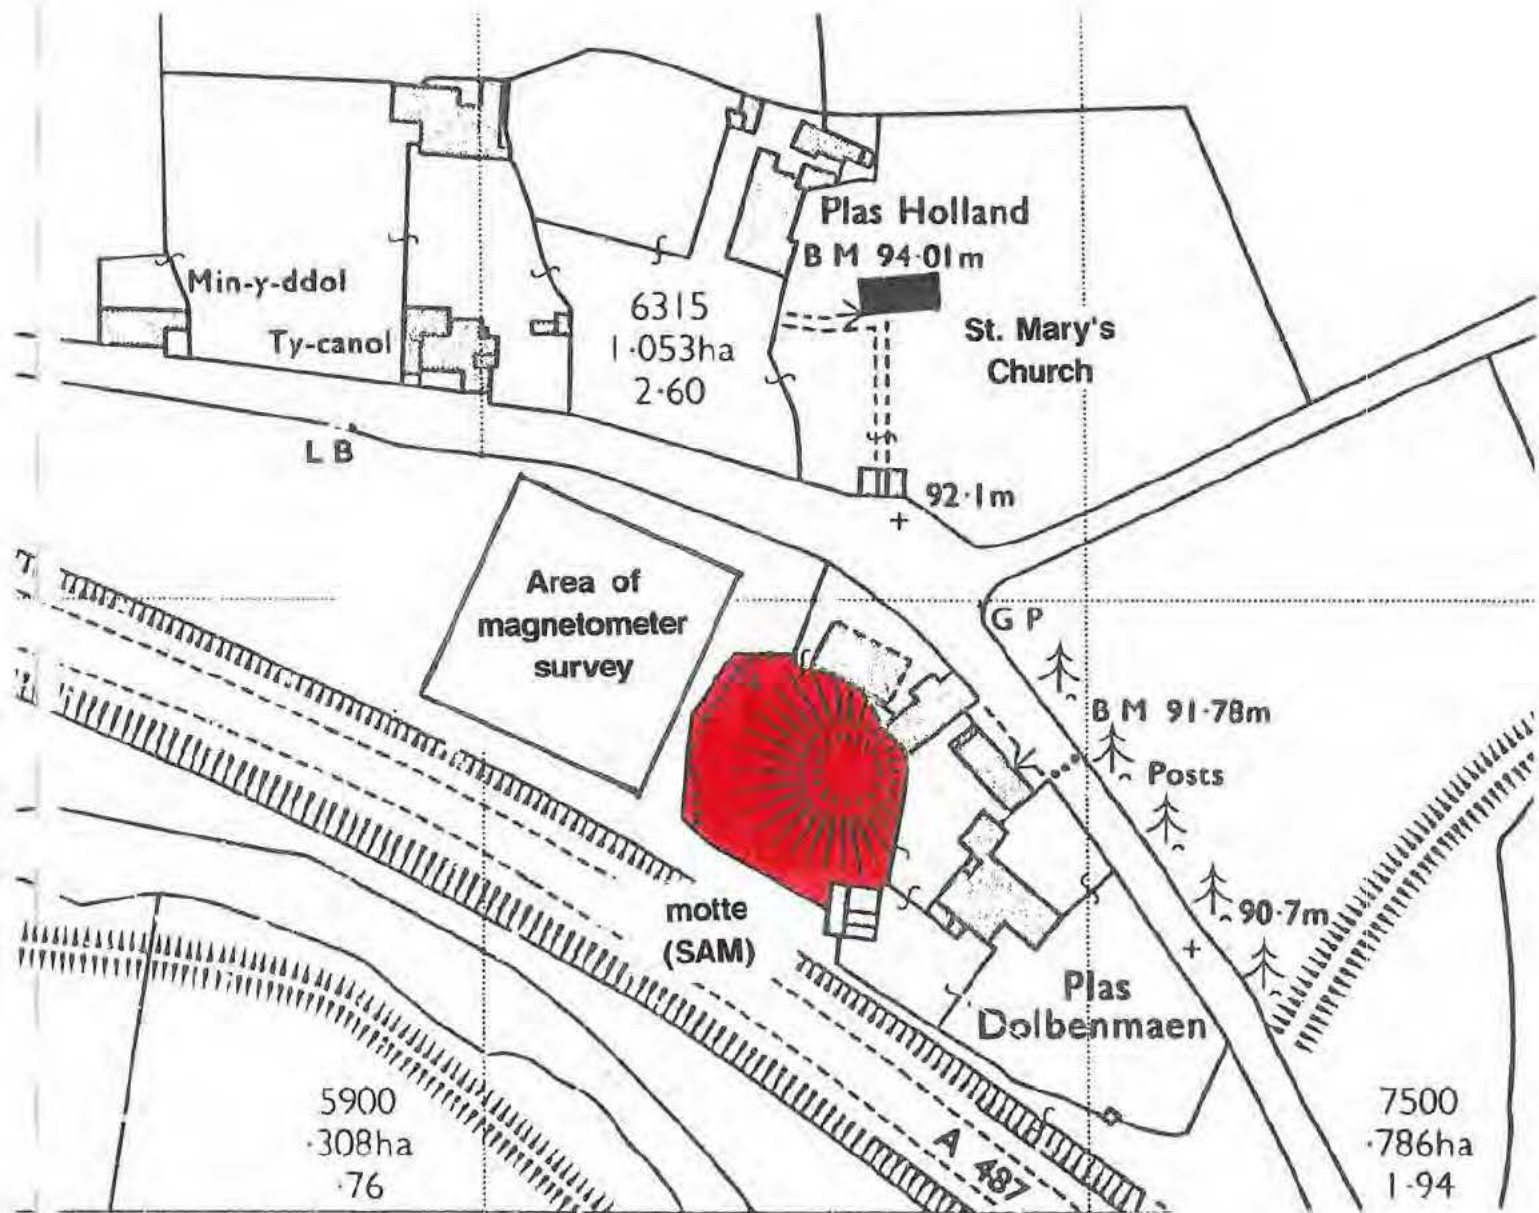 Plas Holland
B M 94·01m
Min-y-ddol
Ty-canol
6315
1·053ha
2·60
St. Mary's
Church
L B
92·1m
Area of
magnetometer
survey
G P
B M 91·78m
Posts
motte
(SAM)
90·7m
Plas
Dolbenmaen
5900
·308ha
·76
A 487
7500
·786ha
1·94